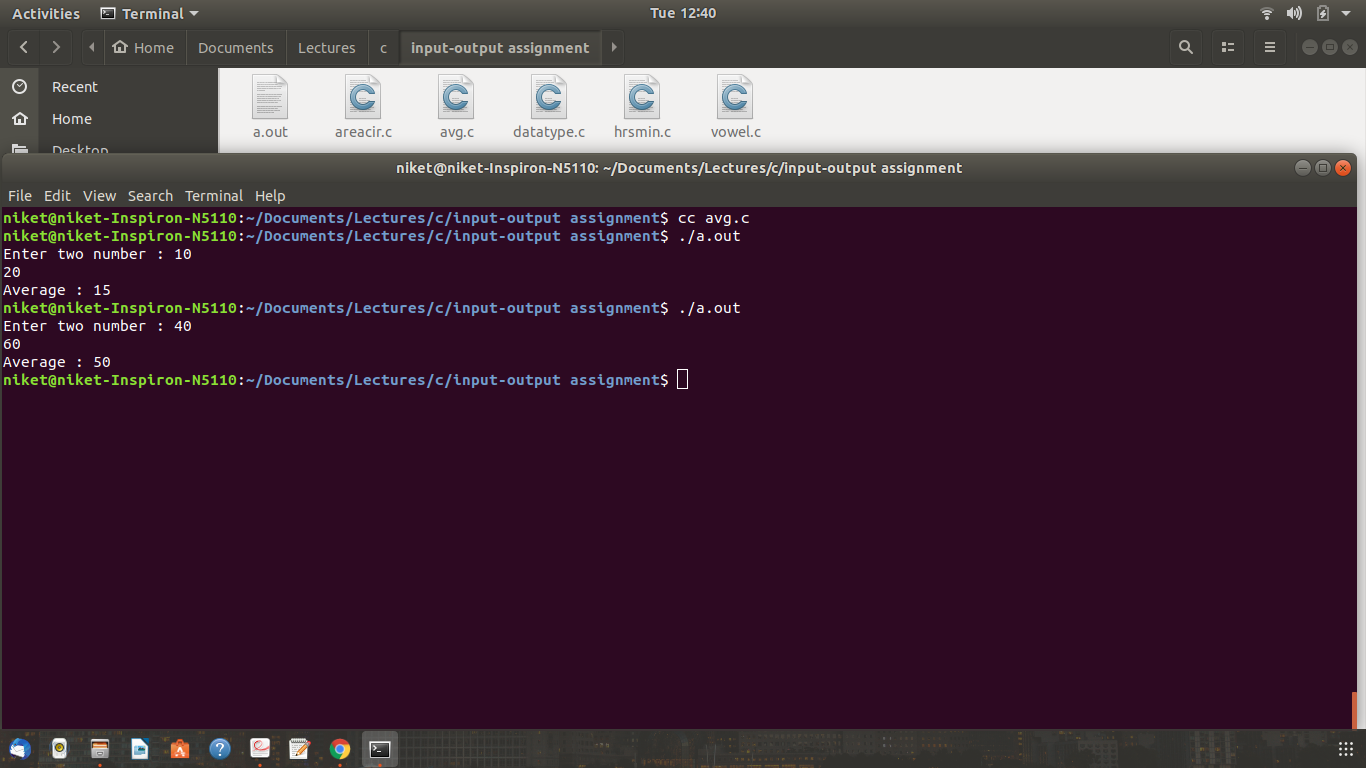 Activities Terminal Tue 12:40
Home Documents Lectures c input-output assignment
Recent
Home
Desktop
a.out areacir.c avg.c datatype.c hrsmin.c vowel.c
niket@niket-Inspiron-N5110: ~/Documents/Lectures/c/input-output assignment
File Edit View Search Terminal Help
niket@niket-Inspiron-N5110:~/Documents/Lectures/c/input-output assignment$ cc avg.c
niket@niket-Inspiron-N5110:~/Documents/Lectures/c/input-output assignment$ ./a.out
Enter two number : 10
20
Average : 15
niket@niket-Inspiron-N5110:~/Documents/Lectures/c/input-output assignment$ ./a.out
Enter two number : 40
60
Average : 50
niket@niket-Inspiron-N5110:~/Documents/Lectures/c/input-output assignment$